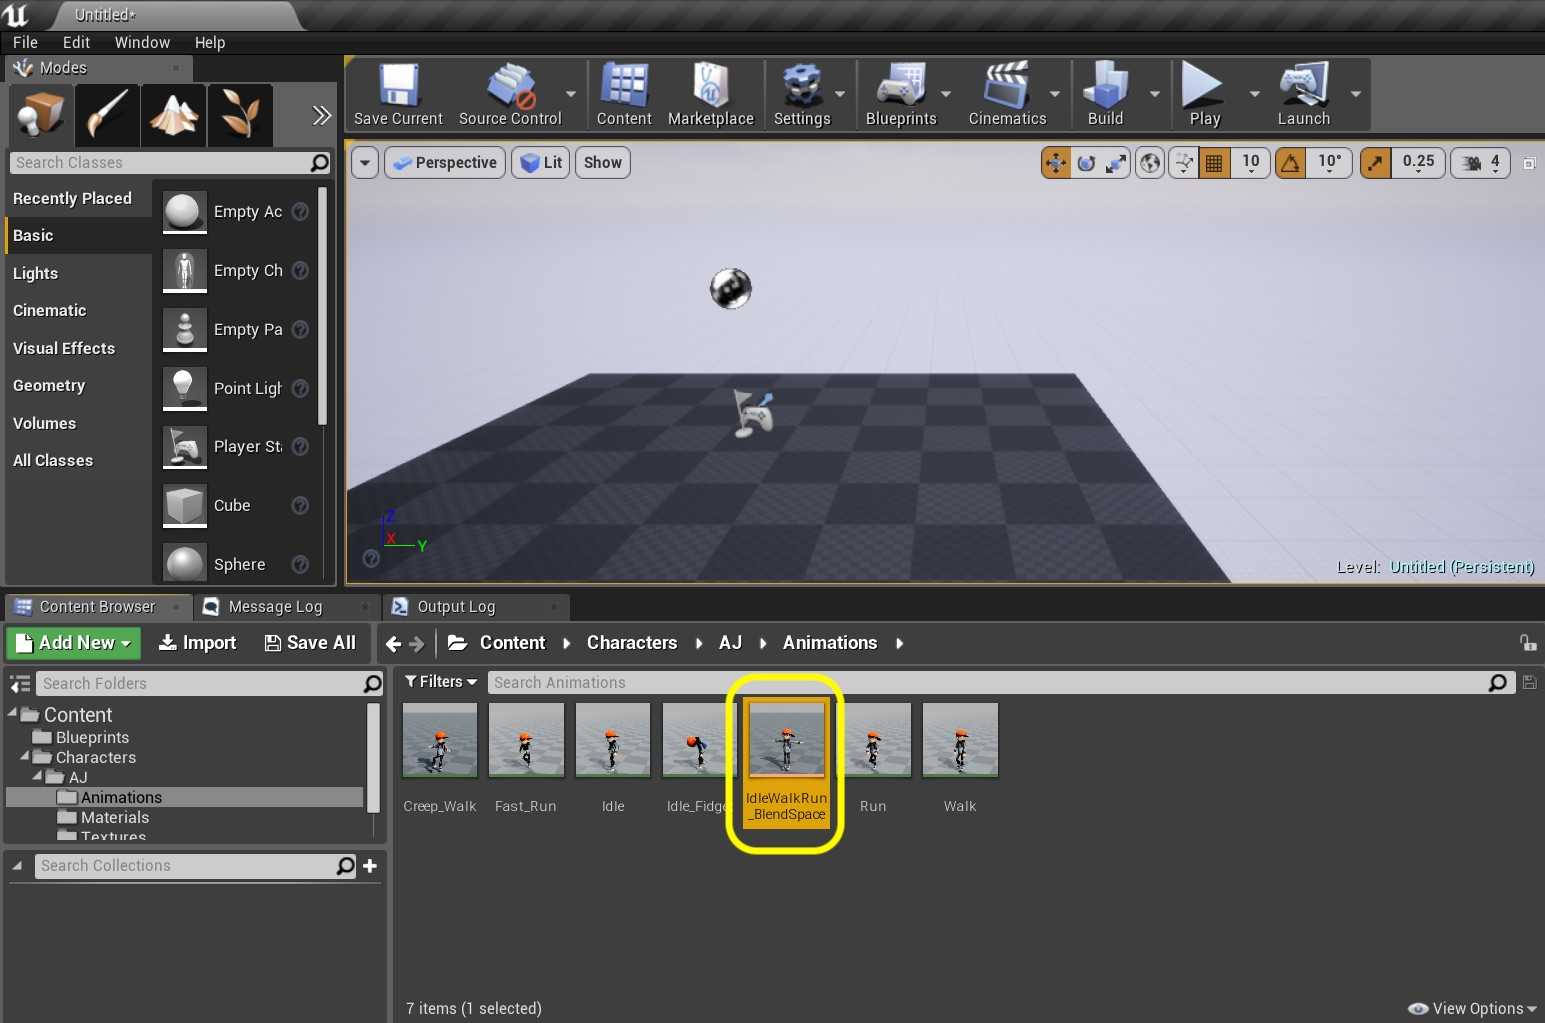 Untitled*
File Edit Window Help
Modes
Save Current Source Control Content Marketplace Settings Blueprints Cinematics Build Play Launch
Search Classes
Perspective Lit Show 10 10° 0.25 4
Recently Placed
Basic
Lights
Cinematic
Visual Effects
Geometry
Volumes
All Classes
Empty Ac
Empty Ch
Empty Pa
Point Ligh
Player Sta
Cube
Sphere
Z
X
Y
Level: Untitled (Persistent)
Content Browser Message Log Output Log
Add New Import Save All Content Characters AJ Animations
Search Folders
Filters Search Animations
Content
Blueprints
Characters
AJ
Animations
Materials
Textures
Search Collections
Creep_Walk Fast_Run Idle Idle_Fidge IdleWalkRun Run Walk
_BlendSpace
7 items (1 selected)
View Options